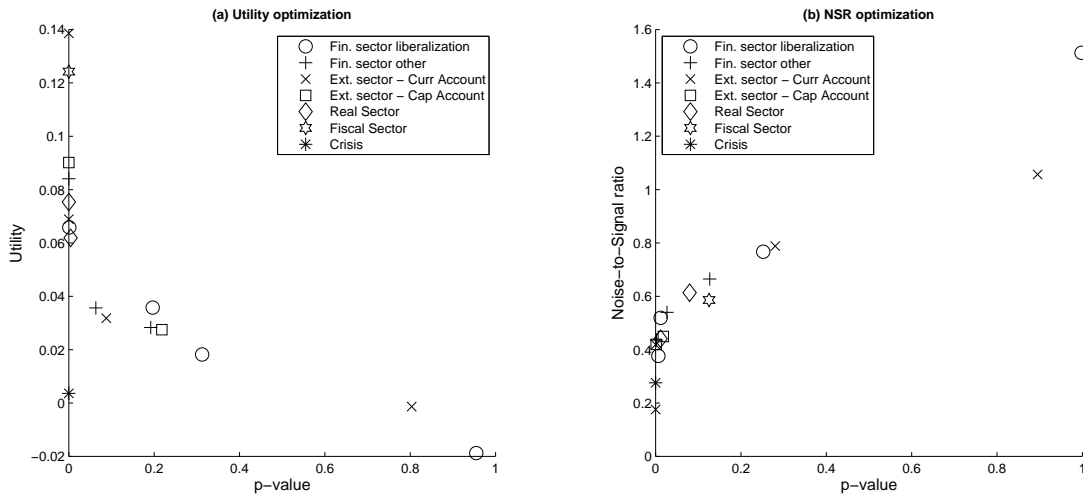 (a) Utility optimization
0.14
0.12
0.1
0.08
0.06
0.04
0.02
0
−0.02
Utility
0
0.2
0.4
0.6
0.8
1
p−value
Fin. sector liberalization
Fin. sector other
Ext. sector − Curr Account
Ext. sector − Cap Account
Real Sector
Fiscal Sector
Crisis
(b) NSR optimization
1.6
1.4
1.2
1
0.8
0.6
0.4
0.2
0
Noise−to−Signal ratio
0
0.2
0.4
0.6
0.8
1
p−value
Fin. sector liberalization
Fin. sector other
Ext. sector − Curr Account
Ext. sector − Cap Account
Real Sector
Fiscal Sector
Crisis